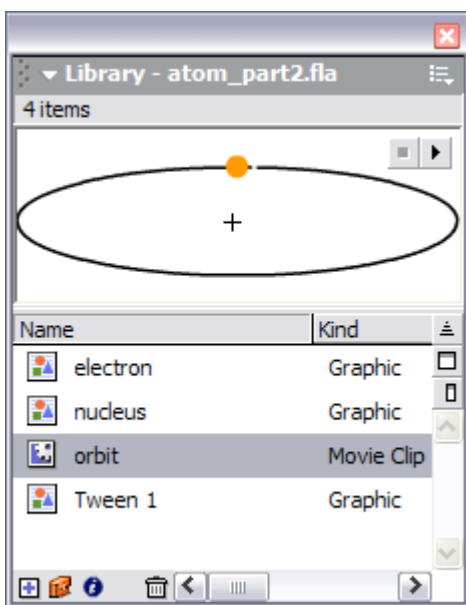 Library - atom_part2.fla
4 items
Name Kind
electron Graphic
nucleus Graphic
orbit Movie Clip
Tween 1 Graphic